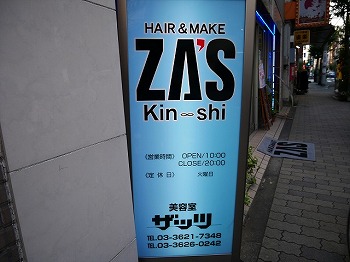 HAIR & MAKE
ZA'S
Kin∞shi
〈営業時間〉 OPEN/10:00
CLOSE/20:00
〈定休日〉 火曜日
美容室
ザッツ
TEL 03-3621-7348
TEL 03-3626-0242
ZA'S